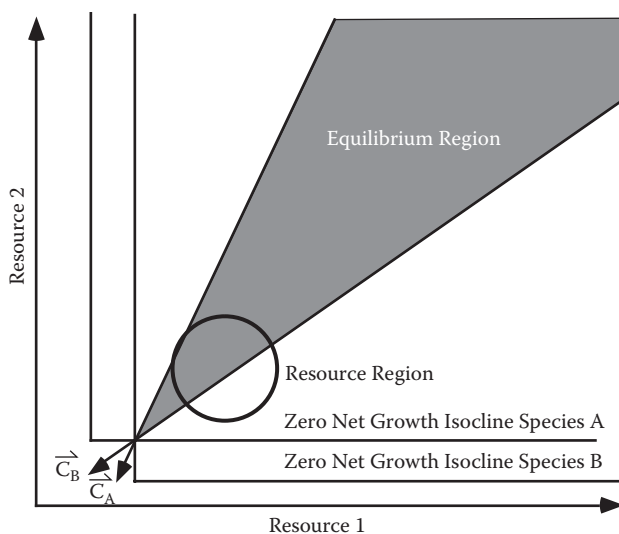 Resource 2
Equilibrium Region
Resource Region
Zero Net Growth Isocline Species A
Zero Net Growth Isocline Species B
C_B
C_A
Resource 1